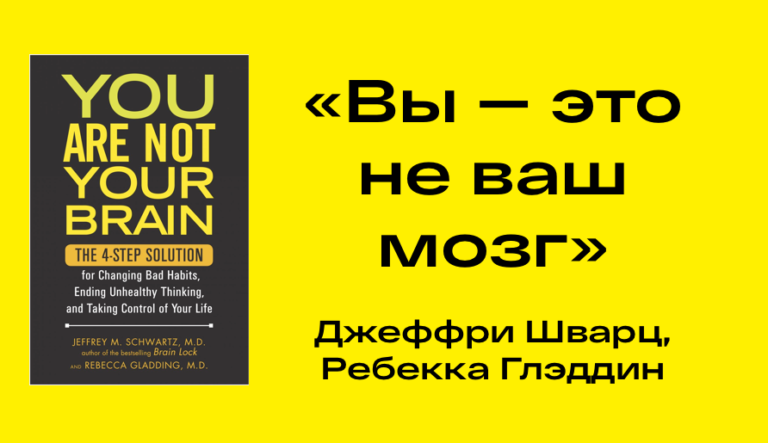 YOU
ARE NOT
YOUR
BRAIN
THE 4-STEP SOLUTION
for Changing Bad Habits,
Ending Unhealthy Thinking,
and Taking Control of Your Life
JEFFREY M. SCHWARTZ, M.D.
author of the bestselling Brain Lock
AND REBECCA GLADDING, M.D.
«Вы — это
не ваш
мозг»
Джеффри Шварц,
Ребекка Глэддин